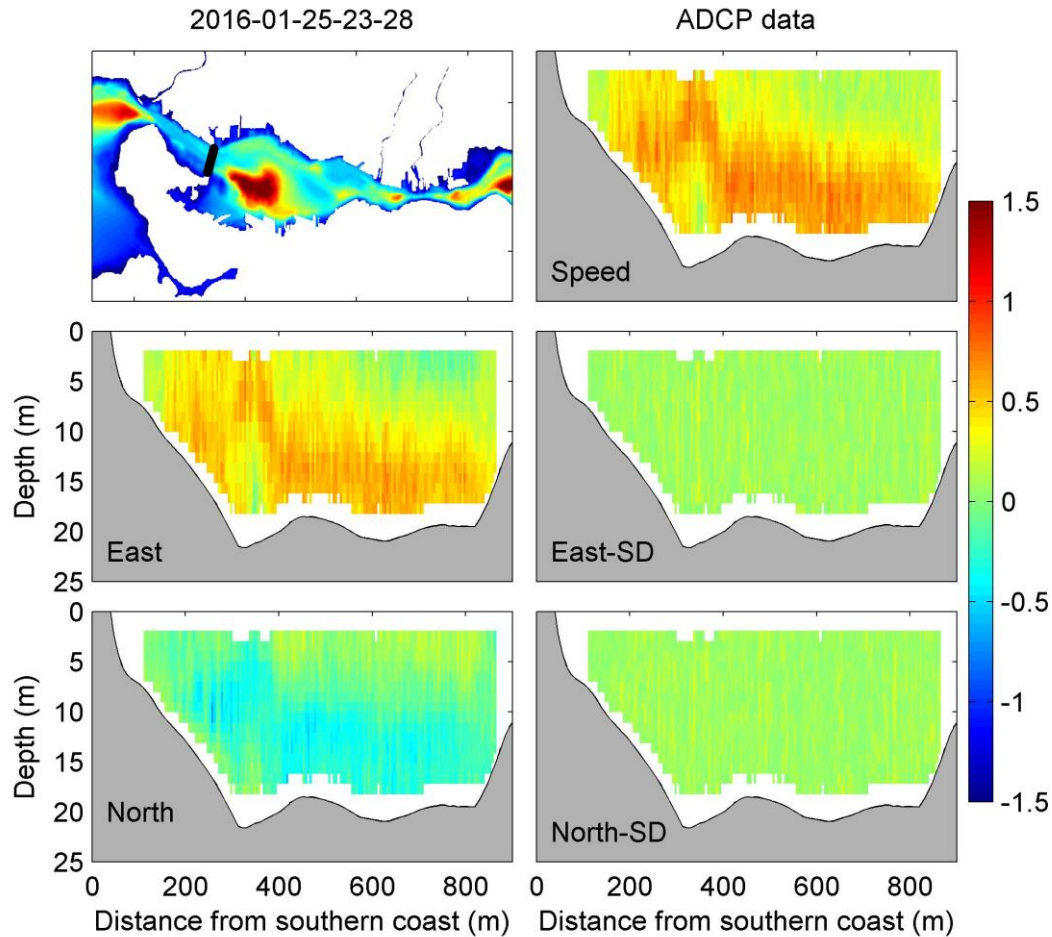 2016-01-25-23-28
ADCP data
Speed
1.5
1
0.5
0
-0.5
-1
-1.5
0
5
10
15
20
25
Depth (m)
East
East-SD
0
5
10
15
20
25
Depth (m)
North
North-SD
0 200 400 600 800
0 200 400 600 800
Distance from southern coast (m)
Distance from southern coast (m)